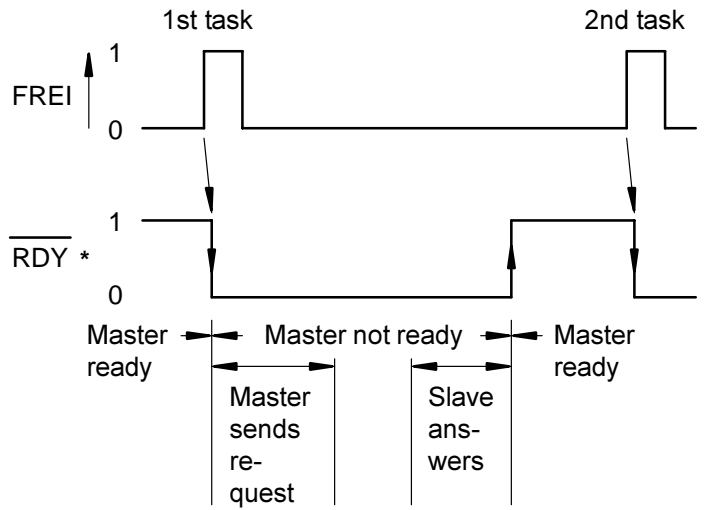 1st task
2nd task
1
FREI
0
1
RDY *
0
Master
ready
Master not ready
Master
ready
Master
sends
re-
quest
Slave
ans-
wers